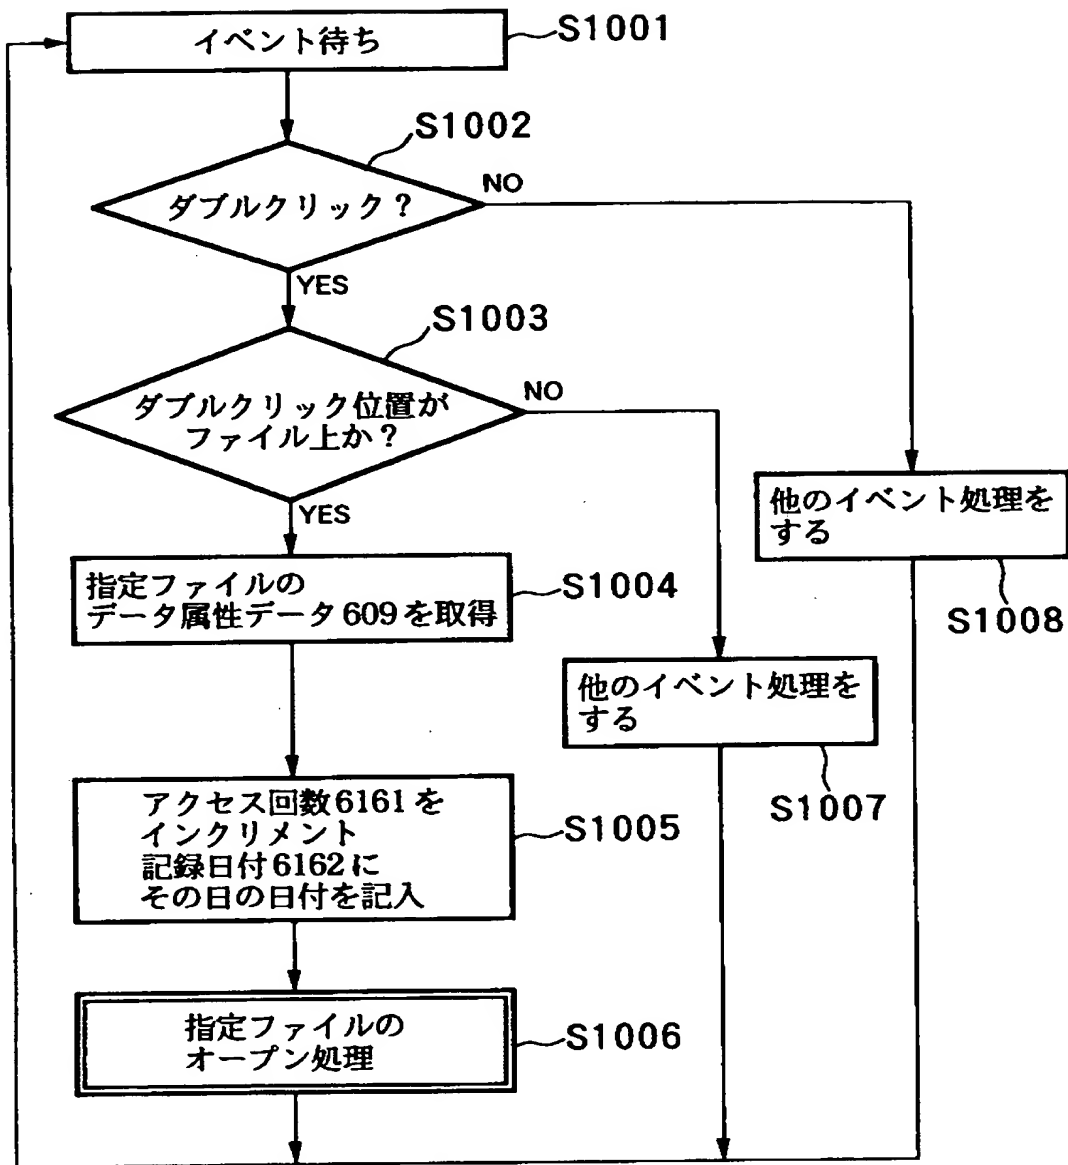 イベント待ち
S1001
S1002
ダブルクリック？
NO
YES
S1003
ダブルクリック位置が
ファイル上か？
NO
YES
他のイベント処理を
する
S1008
指定ファイルの
データ属性データ609を取得
S1004
他のイベント処理を
する
S1007
アクセス回数6161を
インクリメント
記録日付6162に
その日の日付を記入
S1005
指定ファイルの
オープン処理
S1006